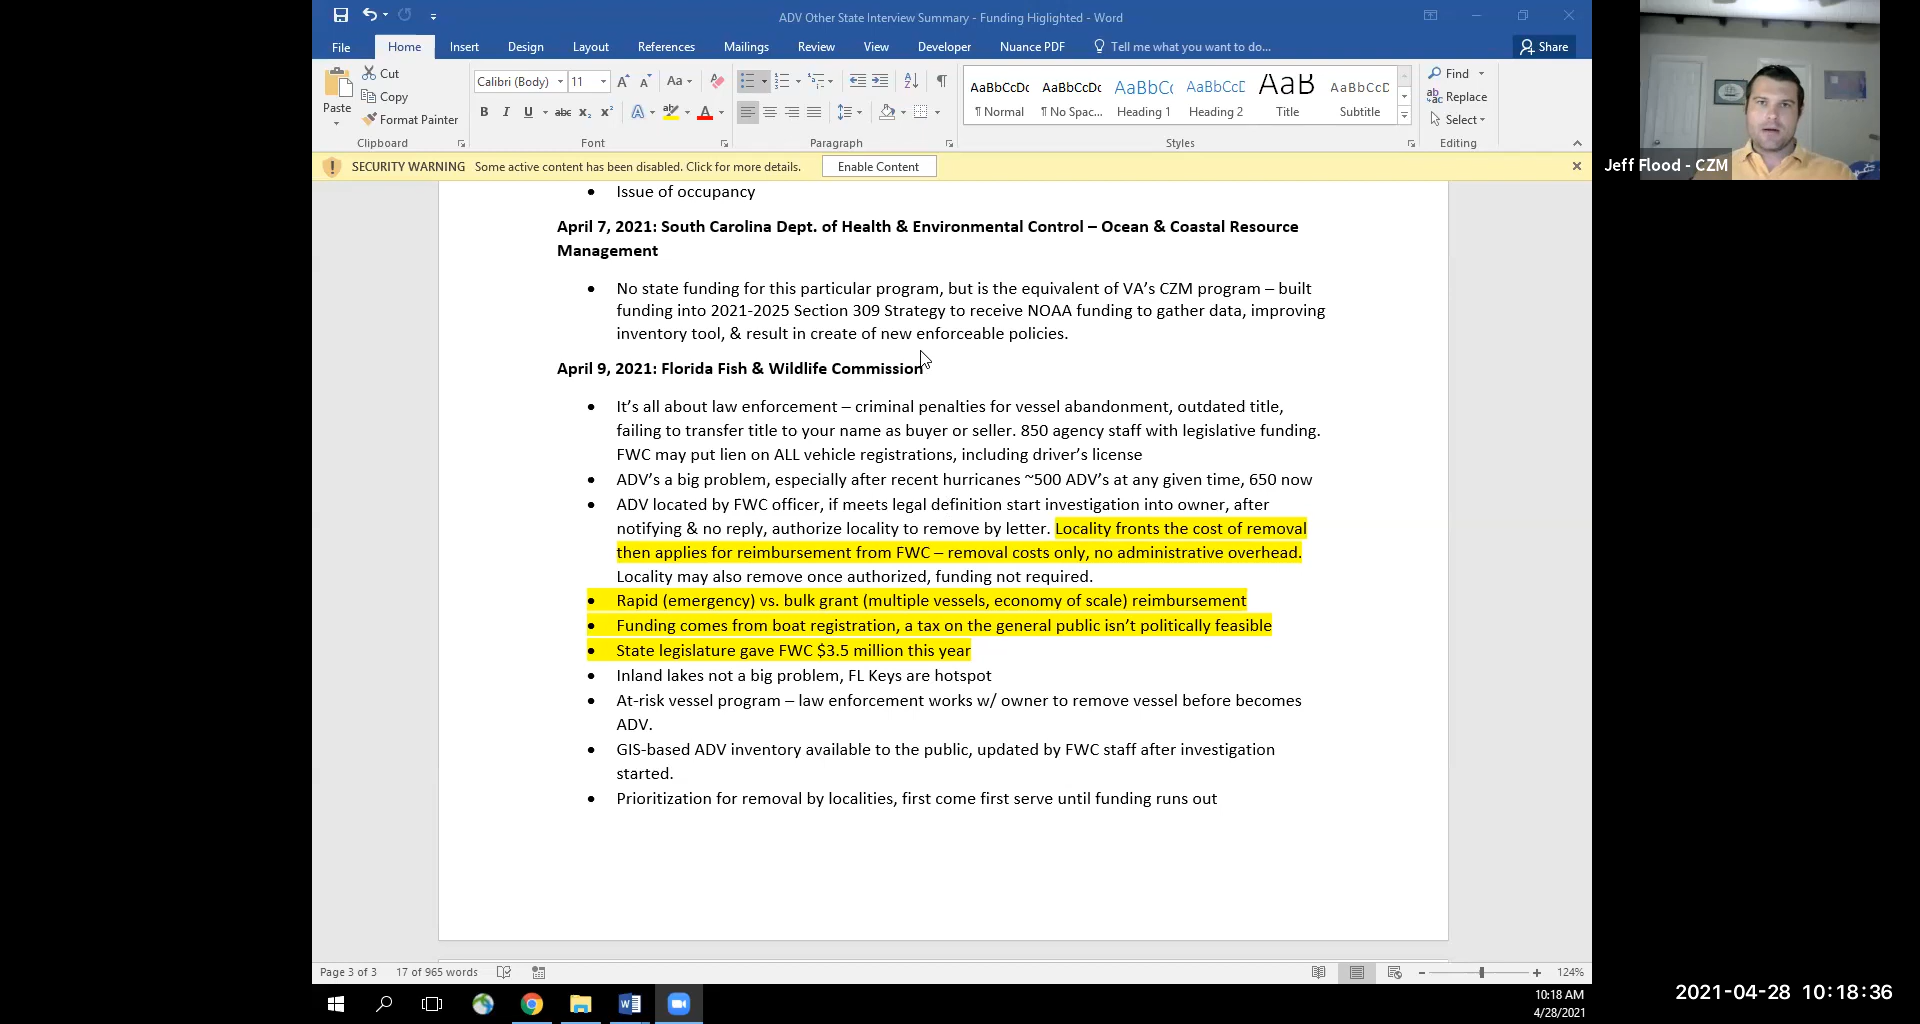 ADV Other State Interview Summary - Funding Higlighted - Word
File Home Insert Design Layout References Mailings Review View Developer Nuance PDF Tell me what you want to do... Share
Paste
Cut
Copy
Format Painter
Clipboard
Calibri (Body) 11
Aa
B I U abc x₂ x² A A
Font
Paragraph
AaBbCcDc AaBbCcDc AaBbCc AaBbCcD AaB AaBbCcD
¶ Normal ¶ No Spac... Heading 1 Heading 2 Title Subtitle
Styles
Find
Replace
Select
Editing
Jeff Flood - CZM
SECURITY WARNING Some active content has been disabled. Click for more details. Enable Content
• Issue of occupancy
April 7, 2021: South Carolina Dept. of Health & Environmental Control – Ocean & Coastal Resource
Management
• No state funding for this particular program, but is the equivalent of VA’s CZM program – built
funding into 2021-2025 Section 309 Strategy to receive NOAA funding to gather data, improving
inventory tool, & result in create of new enforceable policies.
April 9, 2021: Florida Fish & Wildlife Commission
• It’s all about law enforcement – criminal penalties for vessel abandonment, outdated title,
failing to transfer title to your name as buyer or seller. 850 agency staff with legislative funding.
FWC may put lien on ALL vehicle registrations, including driver’s license
• ADV’s a big problem, especially after recent hurricanes ~500 ADV’s at any given time, 650 now
• ADV located by FWC officer, if meets legal definition start investigation into owner, after
notifying & no reply, authorize locality to remove by letter. Locality fronts the cost of removal
then applies for reimbursement from FWC – removal costs only, no administrative overhead.
Locality may also remove once authorized, funding not required.
• Rapid (emergency) vs. bulk grant (multiple vessels, economy of scale) reimbursement
• Funding comes from boat registration, a tax on the general public isn’t politically feasible
• State legislature gave FWC $3.5 million this year
• Inland lakes not a big problem, FL Keys are hotspot
• At-risk vessel program – law enforcement works w/ owner to remove vessel before becomes
ADV.
• GIS-based ADV inventory available to the public, updated by FWC staff after investigation
started.
• Prioritization for removal by localities, first come first serve until funding runs out
Page 3 of 3 17 of 965 words 124%
10:18 AM
4/28/2021
2021-04-28 10:18:36